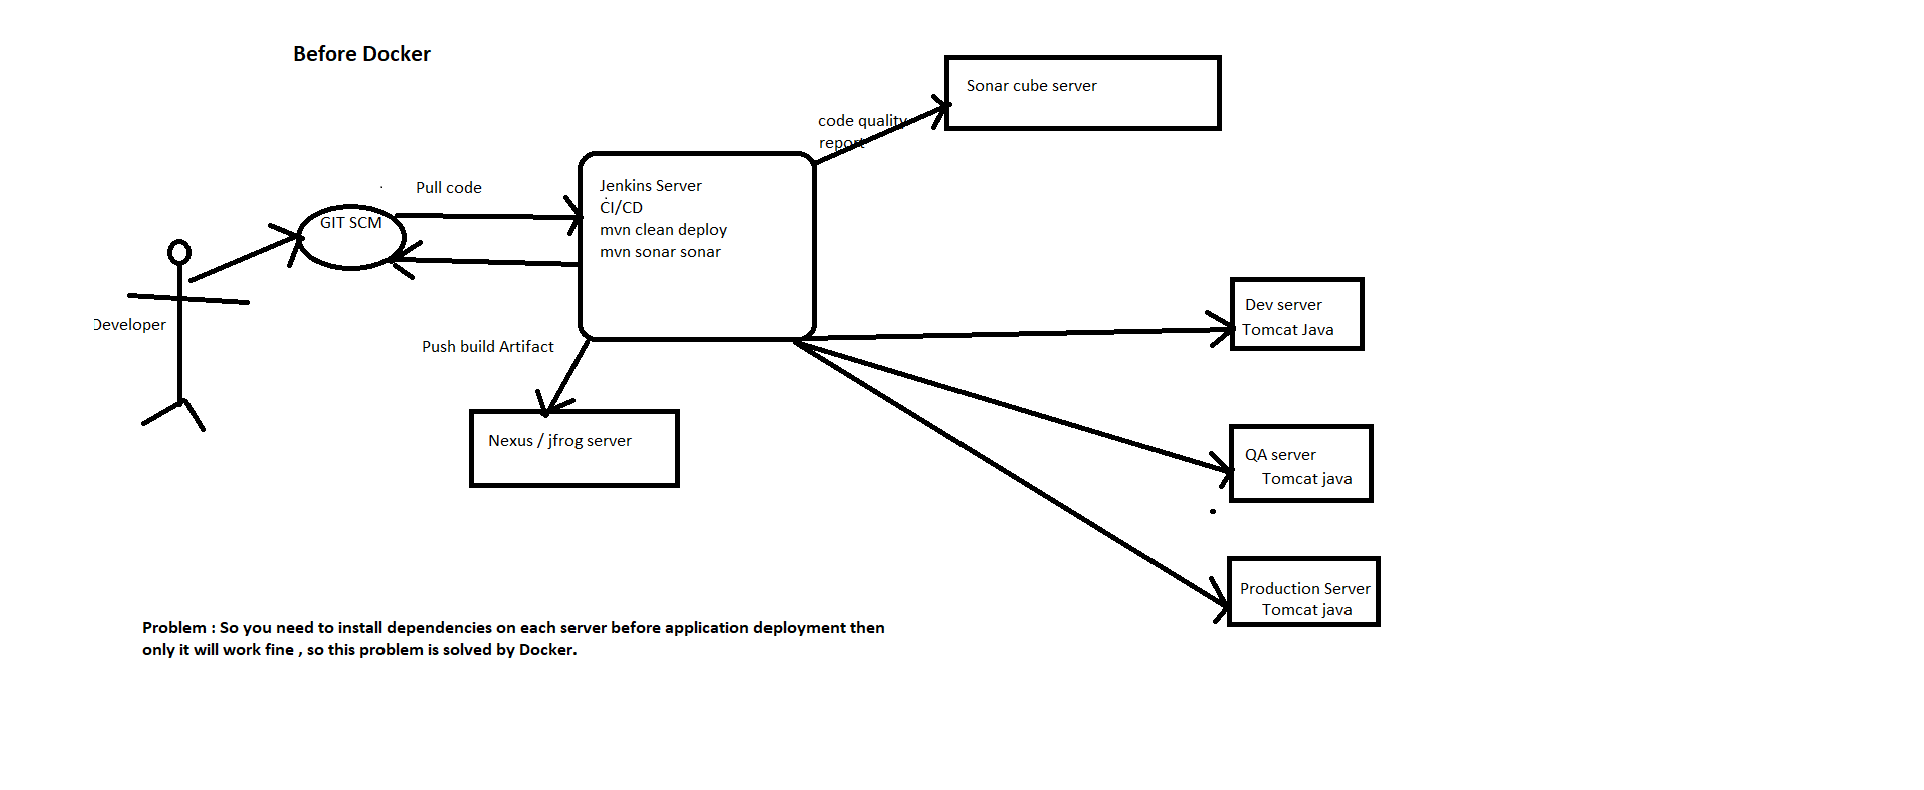 Before Docker
Sonar cube server
code quality
report
Pull code
Jenkins Server
CI/CD
mvn clean deploy
mvn sonar sonar
GIT SCM
Developer
Push build Artifact
Nexus / jfrog server
Dev server
Tomcat Java
QA server
Tomcat java
Production Server
Tomcat java
Problem : So you need to install dependencies on each server before application deployment then
only it will work fine , so this problem is solved by Docker.